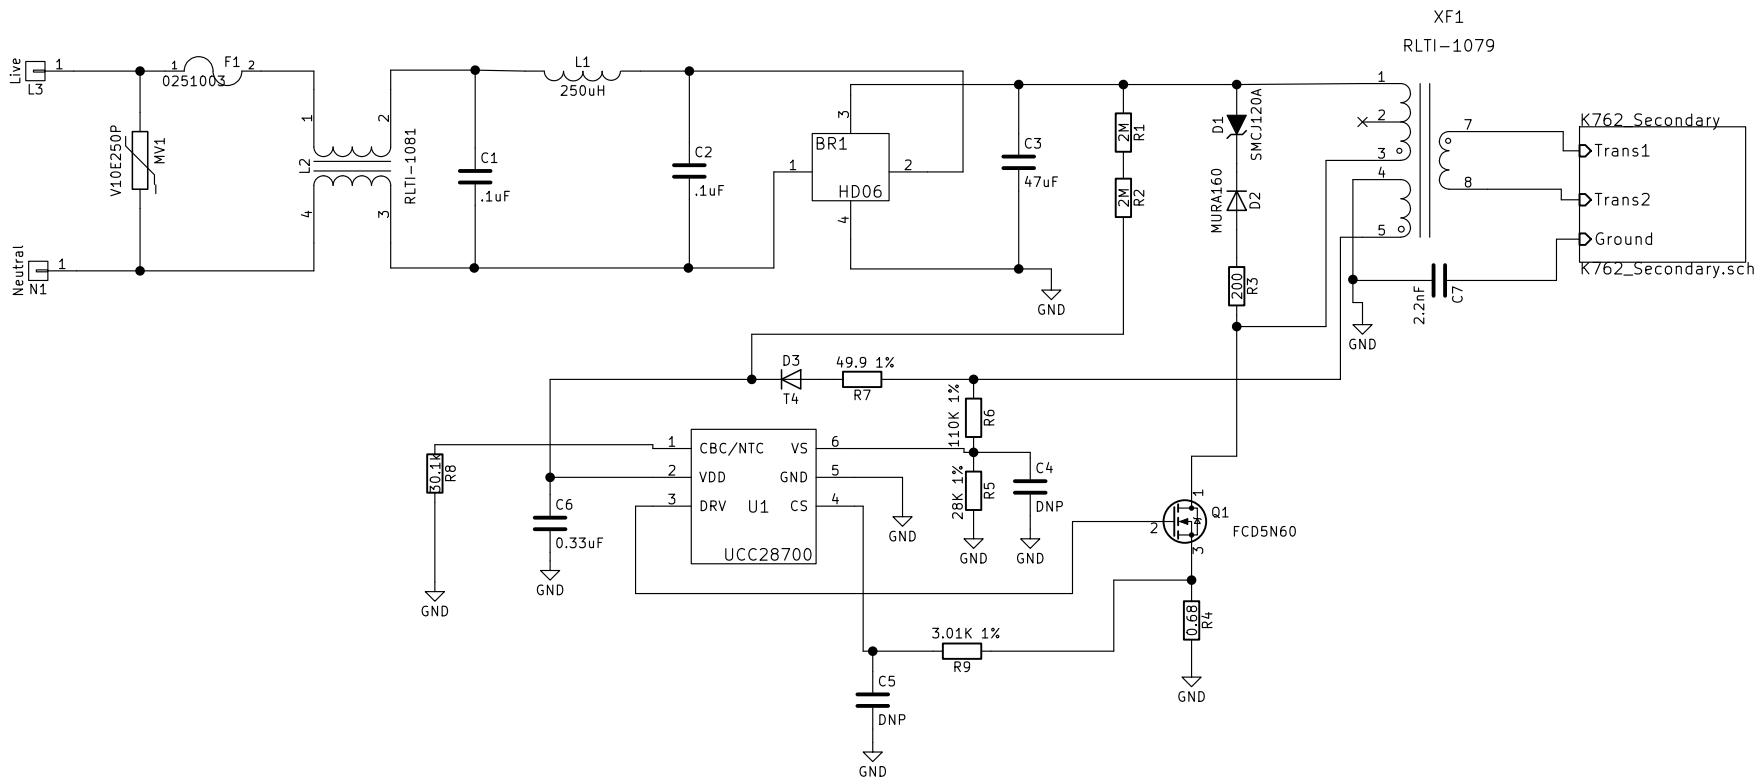 XF1
RLTI-1079
Live
1
L3
1
F1
2
0251003
L1
250uH
V10E250P
MV1
1
2
L2
4
3
RLTI-1081
C1
.1uF
C2
.1uF
3
BR1
1
2
HD06
4
C3
47uF
GND
2M
R1
2M
R2
D1
SMCJ120A
MURA160
D2
200
R3
1
2
3
4
5
7
8
K762_Secondary
Trans1
Trans2
Ground
K762_Secondary.sch
2.2nF
C7
GND
Neutral
1
N1
D3
T4
49.9 1%
R7
110K 1%
R6
28K 1%
R5
C4
DNP
GND
GND
30.1K
R8
GND
1
CBC/NTC
VS
6
2
VDD
GND
5
3
DRV
U1
CS
4
UCC28700
GND
C6
0.33uF
GND
1
2
3
Q1
FCD5N60
0.68
R4
GND
3.01K 1%
R9
C5
DNP
GND